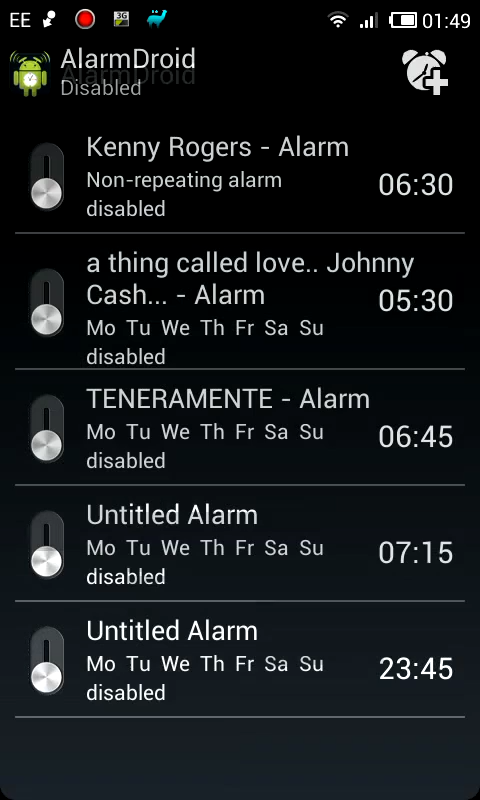 EE 3G 01:49
AlarmDroid
Disabled
Kenny Rogers - Alarm
Non-repeating alarm
disabled
06:30
a thing called love.. Johnny
Cash... - Alarm
05:30
Mo Tu We Th Fr Sa Su
disabled
TENERAMENTE - Alarm
Mo Tu We Th Fr Sa Su
disabled
06:45
Untitled Alarm
Mo Tu We Th Fr Sa Su
disabled
07:15
Untitled Alarm
Mo Tu We Th Fr Sa Su
disabled
23:45